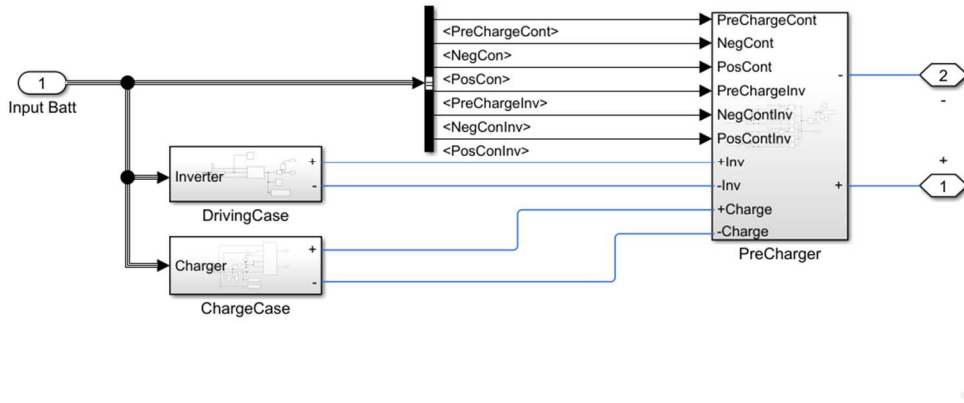 PreChargeCont
<PreChargeCont>
NegCont
<NegCon>
PosCont
1
-
2
<PosCon>
Input Batt
PreChargeInv
-
<PreChargeInv>
NegContInv
<NegConInv>
PosContInv
<PosConInv>
+
+Inv
+
Inverter
-
-Inv
+
1
DrivingCase
+Charge
-Charge
+
PreCharger
Charger
-
ChargeCase